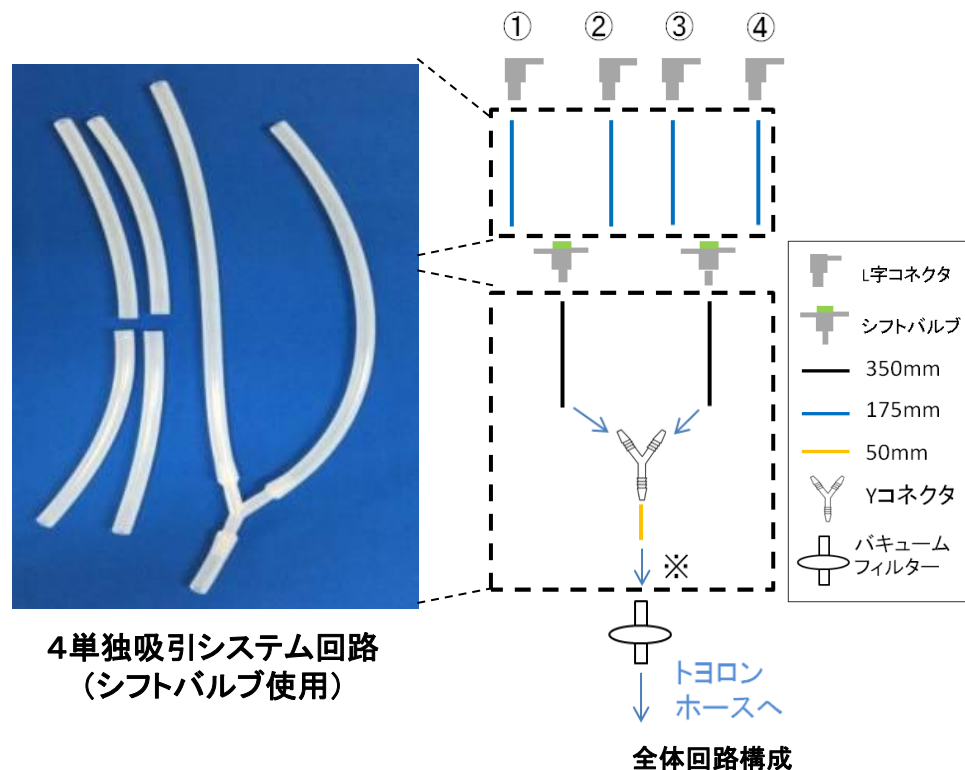 ① ② ③ ④
L字コネクタ
シフトバルブ
350mm
175mm
50mm
Yコネクタ
バキューム
フィルター
※
トヨロン
ホースへ
4単独吸引システム回路
(シフトバルブ使用)
全体回路構成